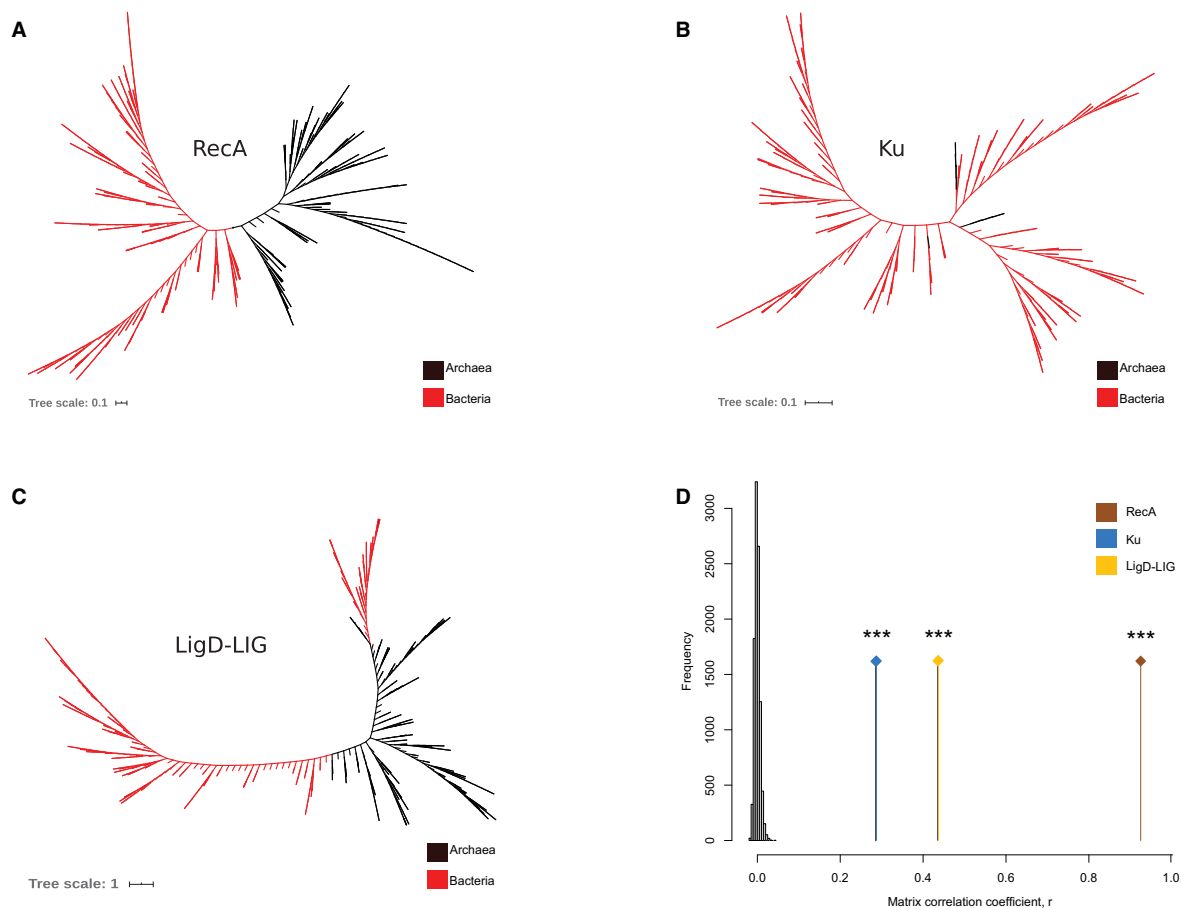 A
RecA
Archaea
Bacteria
Tree scale: 0.1
B
Ku
Archaea
Bacteria
Tree scale: 0.1
C
LigD-LIG
Archaea
Bacteria
Tree scale: 1
D
RecA
Ku
LigD-LIG
*** *** ***
Frequency
0 500 1000 1500 2000 2500 3000
0.0 0.2 0.4 0.6 0.8 1.0
Matrix correlation coefficient, r